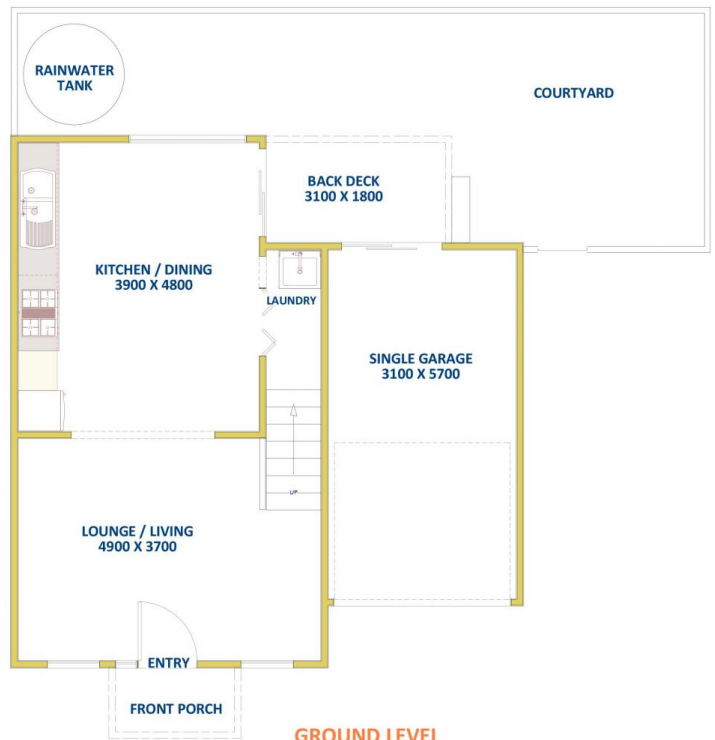 RAINWATER
TANK
COURTYARD
BACK DECK
3100 X 1800
KITCHEN / DINING
3900 X 4800
LAUNDRY
SINGLE GARAGE
3100 X 5700
UP
LOUNGE / LIVING
4900 X 3700
ENTRY
FRONT PORCH
GROUND LEVEL